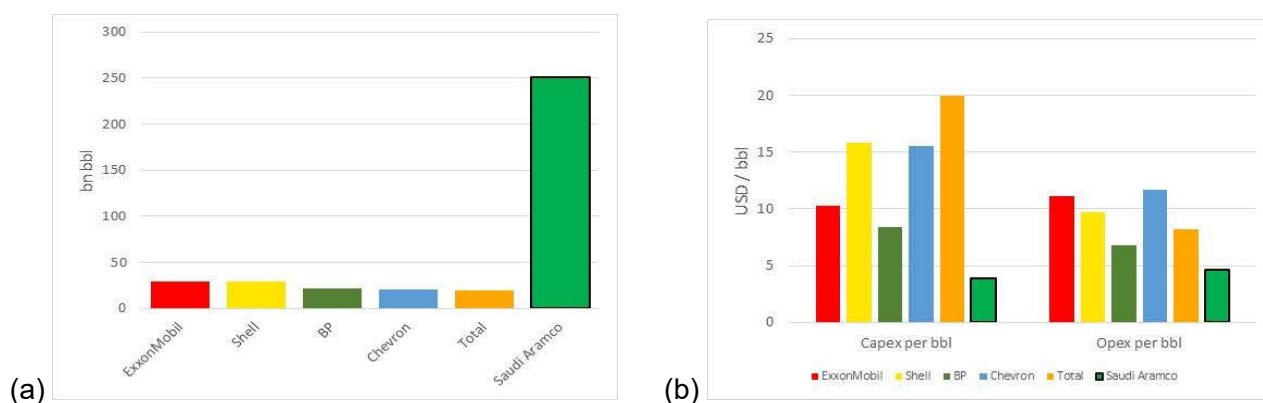 (a)
300
250
200
150
100
50
0
bn bbl
ExxonMobil
Shell
BP
Chevron
Total
Saudi Aramco
(b)
25
20
15
10
5
0
USD / bbl
Capex per bbl
Opex per bbl
ExxonMobil Shell BP Chevron Total Saudi Aramco